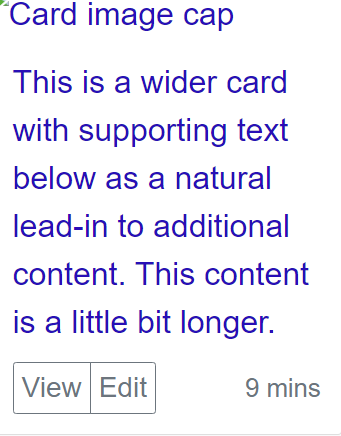 Card image cap
This is a wider card
with supporting text
below as a natural
lead-in to additional
content. This content
is a little bit longer.
View Edit 9 mins